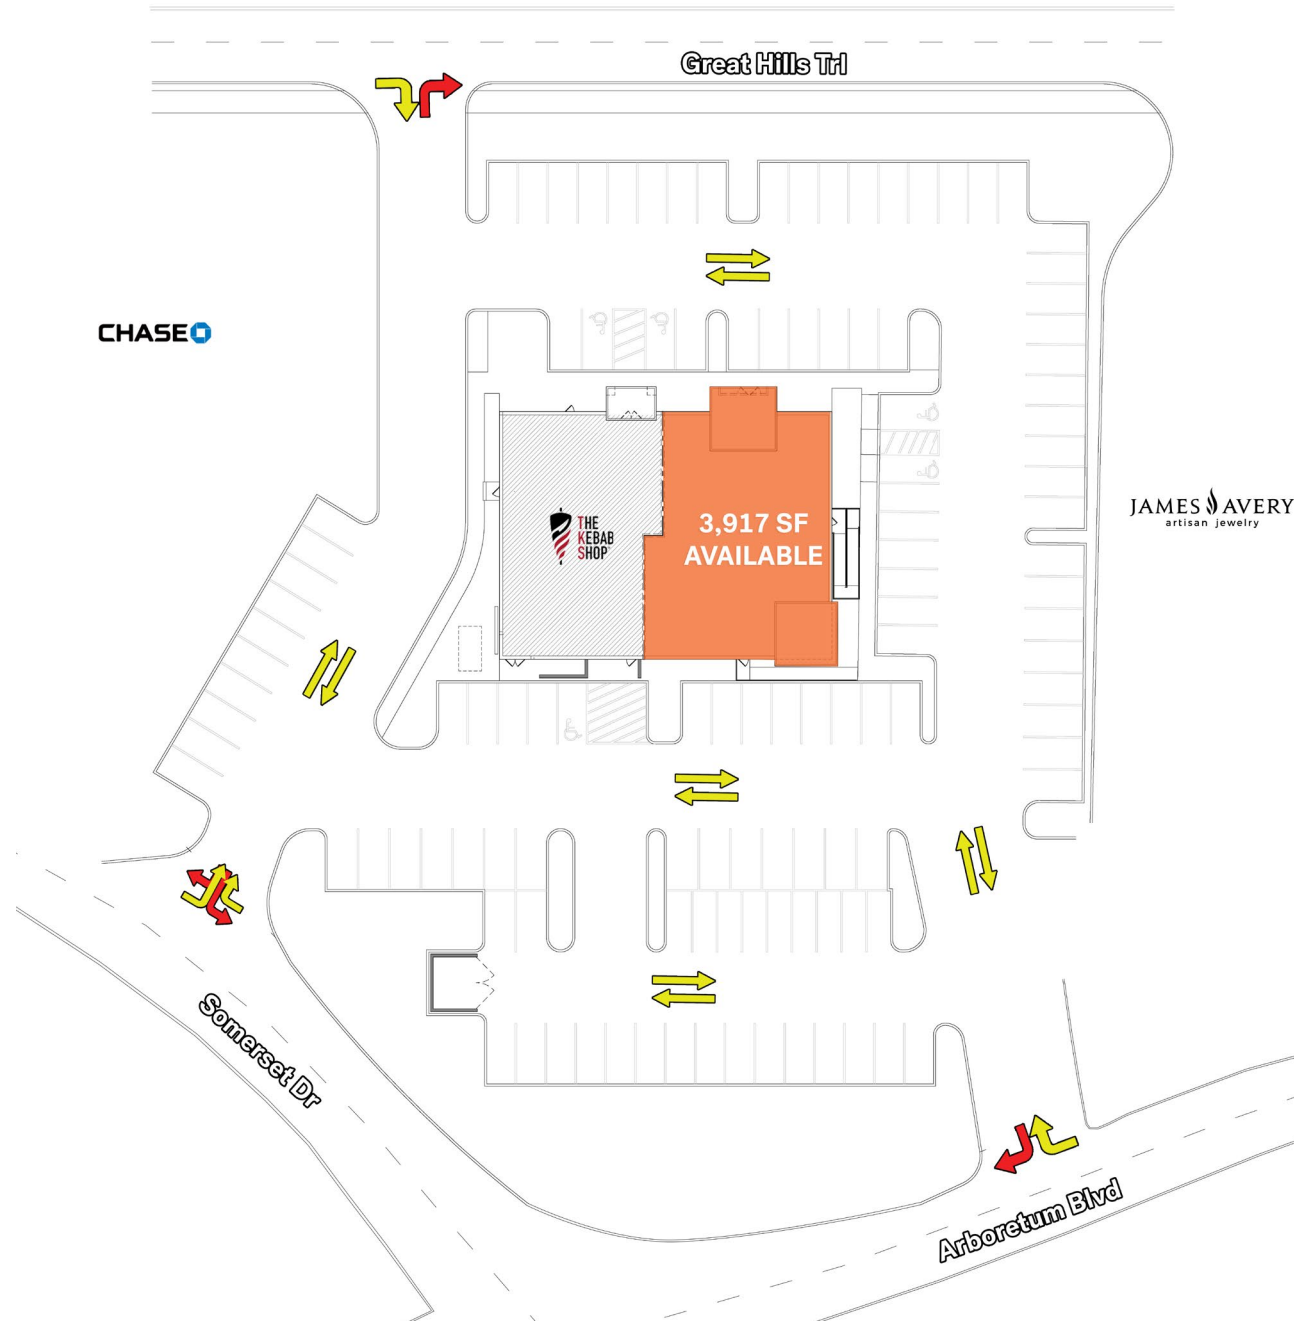 Great Hills Trl
CHASE
JAMES AVERY
artisan jewelry
THE
KEBAB
SHOP
3,917 SF
AVAILABLE
Somerset Dr
Arboretum Blvd